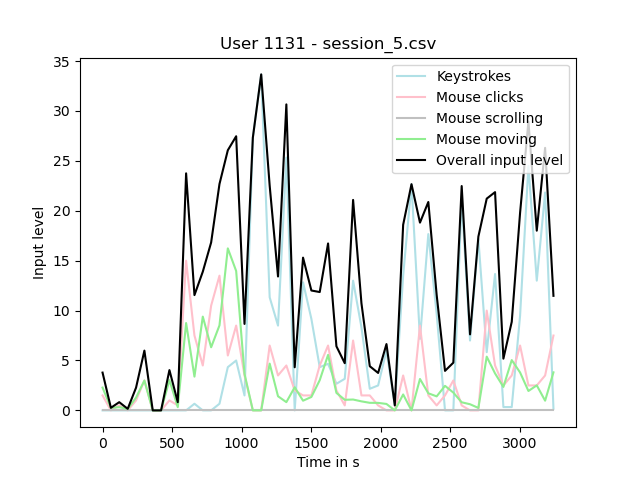 User 1131 - session_5.csv
35
30
25
20
15
10
5
0
Input level
Keystrokes
Mouse clicks
Mouse scrolling
Mouse moving
Overall input level
0 500 1000 1500 2000 2500 3000
Time in s